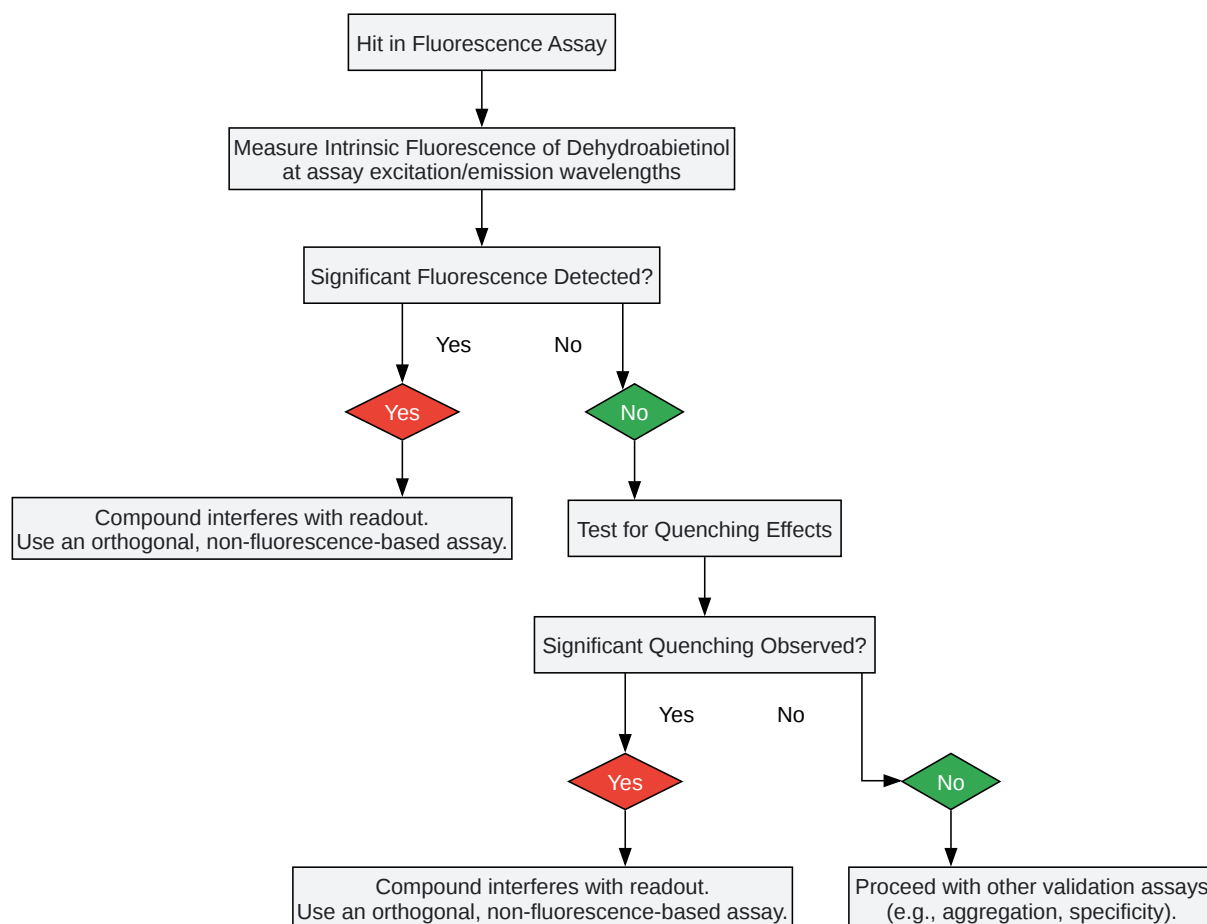 Hit in Fluorescence Assay
Measure Intrinsic Fluorescence of Dehydroabietinol
at assay excitation/emission wavelengths
Significant Fluorescence Detected?
Yes
No
Yes
No
Compound interferes with readout.
Use an orthogonal, non-fluorescence-based assay.
Test for Quenching Effects
Significant Quenching Observed?
Yes
No
Yes
No
Compound interferes with readout.
Use an orthogonal, non-fluorescence-based assay.
Proceed with other validation assays
(e.g., aggregation, specificity).